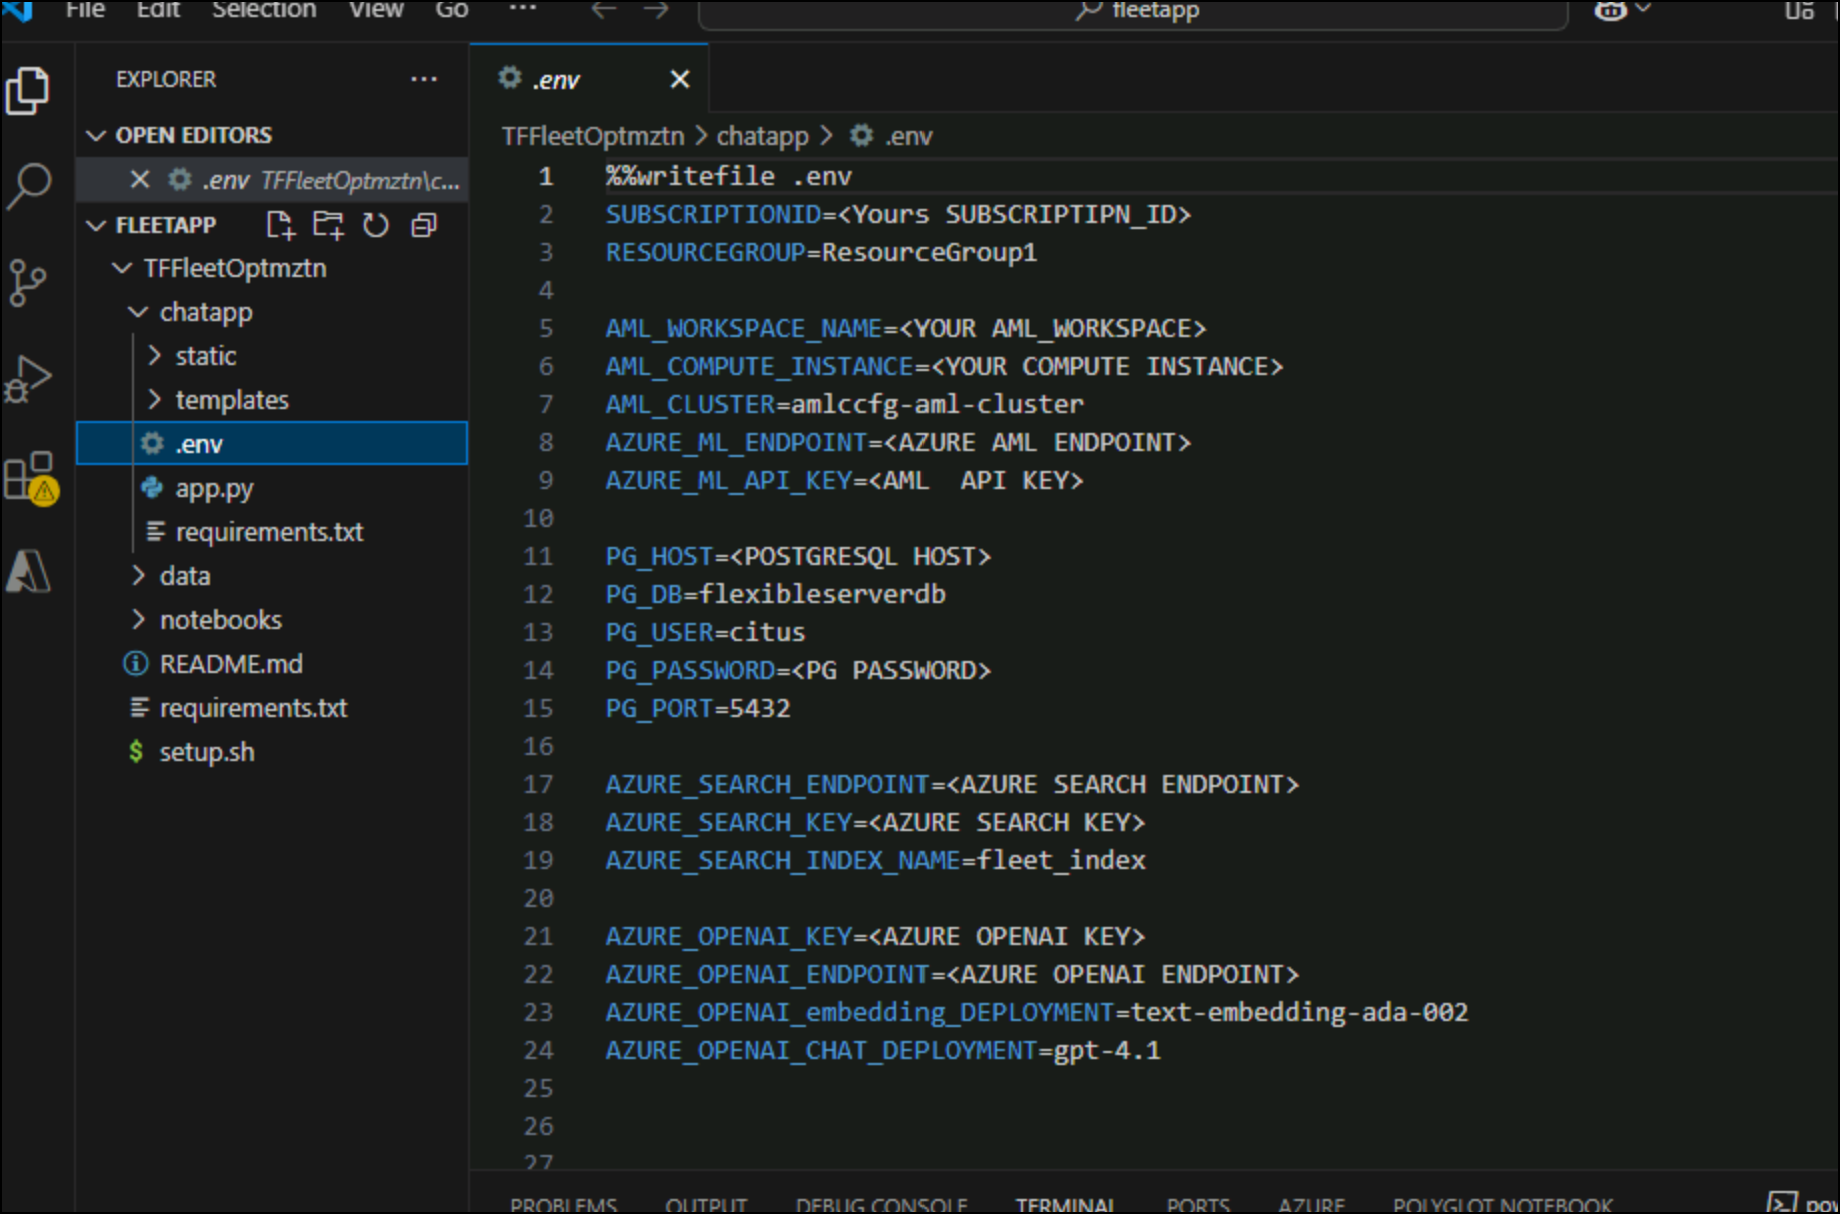 File Edit Selection View Go ··· fleetapp
EXPLORER ···
OPEN EDITORS
.env TFFleetOptmztn\c...
FLEETAPP
TFFleetOptmztn
chatapp
static
templates
.env
app.py
requirements.txt
data
notebooks
README.md
requirements.txt
$ setup.sh
.env
TFFleetOptmztn > chatapp > .env
1 %%writefile .env
2 SUBSCRIPTIONID=<Yours SUBSCRIPTIPN_ID>
3 RESOURCEGROUP=ResourceGroup1
4
5 AML_WORKSPACE_NAME=<YOUR AML_WORKSPACE>
6 AML_COMPUTE_INSTANCE=<YOUR COMPUTE INSTANCE>
7 AML_CLUSTER=amlccfg-aml-cluster
8 AZURE_ML_ENDPOINT=<AZURE AML ENDPOINT>
9 AZURE_ML_API_KEY=<AML  API KEY>
10
11 PG_HOST=<POSTGRESQL HOST>
12 PG_DB=flexibleserverdb
13 PG_USER=citus
14 PG_PASSWORD=<PG PASSWORD>
15 PG_PORT=5432
16
17 AZURE_SEARCH_ENDPOINT=<AZURE SEARCH ENDPOINT>
18 AZURE_SEARCH_KEY=<AZURE SEARCH KEY>
19 AZURE_SEARCH_INDEX_NAME=fleet_index
20
21 AZURE_OPENAI_KEY=<AZURE OPENAI KEY>
22 AZURE_OPENAI_ENDPOINT=<AZURE OPENAI ENDPOINT>
23 AZURE_OPENAI_embedding_DEPLOYMENT=text-embedding-ada-002
24 AZURE_OPENAI_CHAT_DEPLOYMENT=gpt-4.1
25
26
27
PROBLEMS OUTPUT DEBUG CONSOLE TERMINAL PORTS AZURE POLYGLOT NOTEBOOK